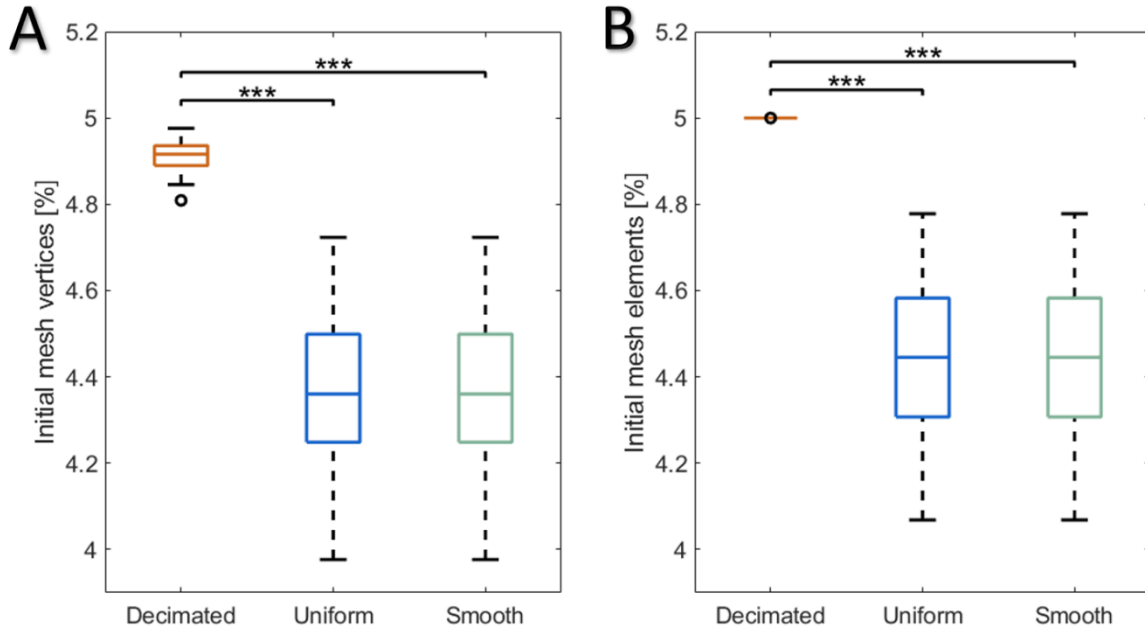 A
Initial mesh vertices [%]
5.2
5
4.8
4.6
4.4
4.2
4
***
***
Decimated
Uniform
Smooth
B
Initial mesh elements [%]
5.2
5
4.8
4.6
4.4
4.2
4
***
***
Decimated
Uniform
Smooth